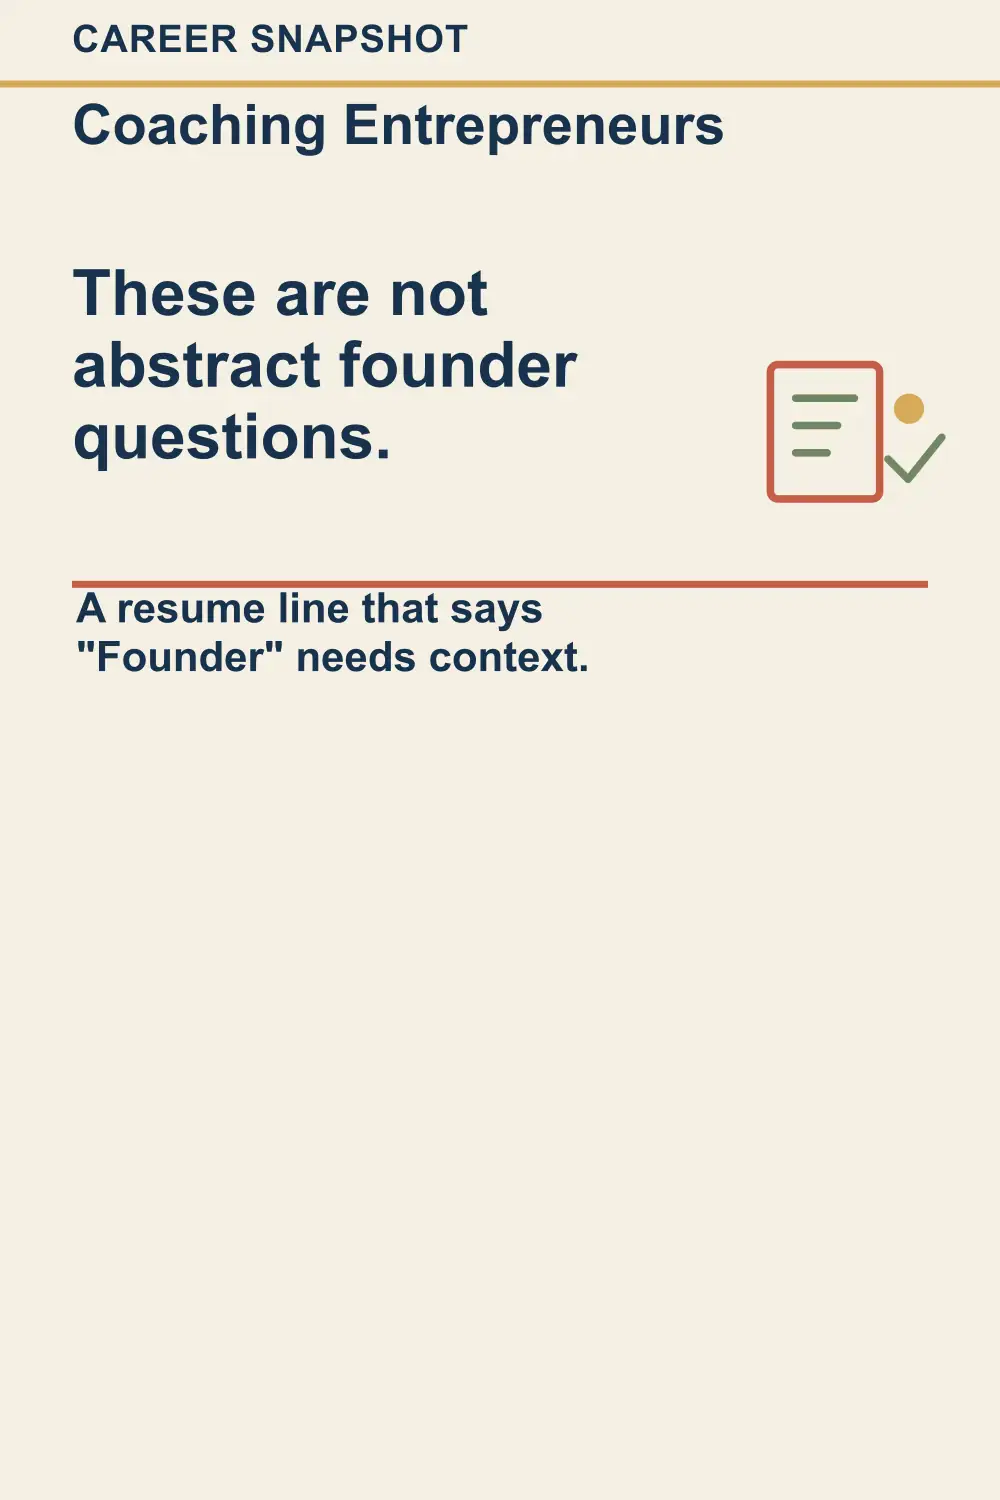 CAREER SNAPSHOT
Coaching Entrepreneurs
These are not
abstract founder
questions.
A resume line that says
"Founder" needs context.